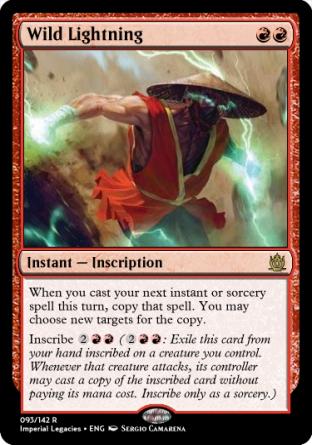 Wild Lightning
Instant — Inscription
When you cast your next instant or sorcery
spell this turn, copy that spell. You may
choose new targets for the copy.
Inscribe 2 (2: Exile this card from
your hand inscribed on a creature you control.
Whenever that creature attacks, its controller
may cast a copy of the inscribed card without
paying its mana cost. Inscribe only as a sorcery.)
093/142 R
Imperial Legacies • ENG Sergio Camarena